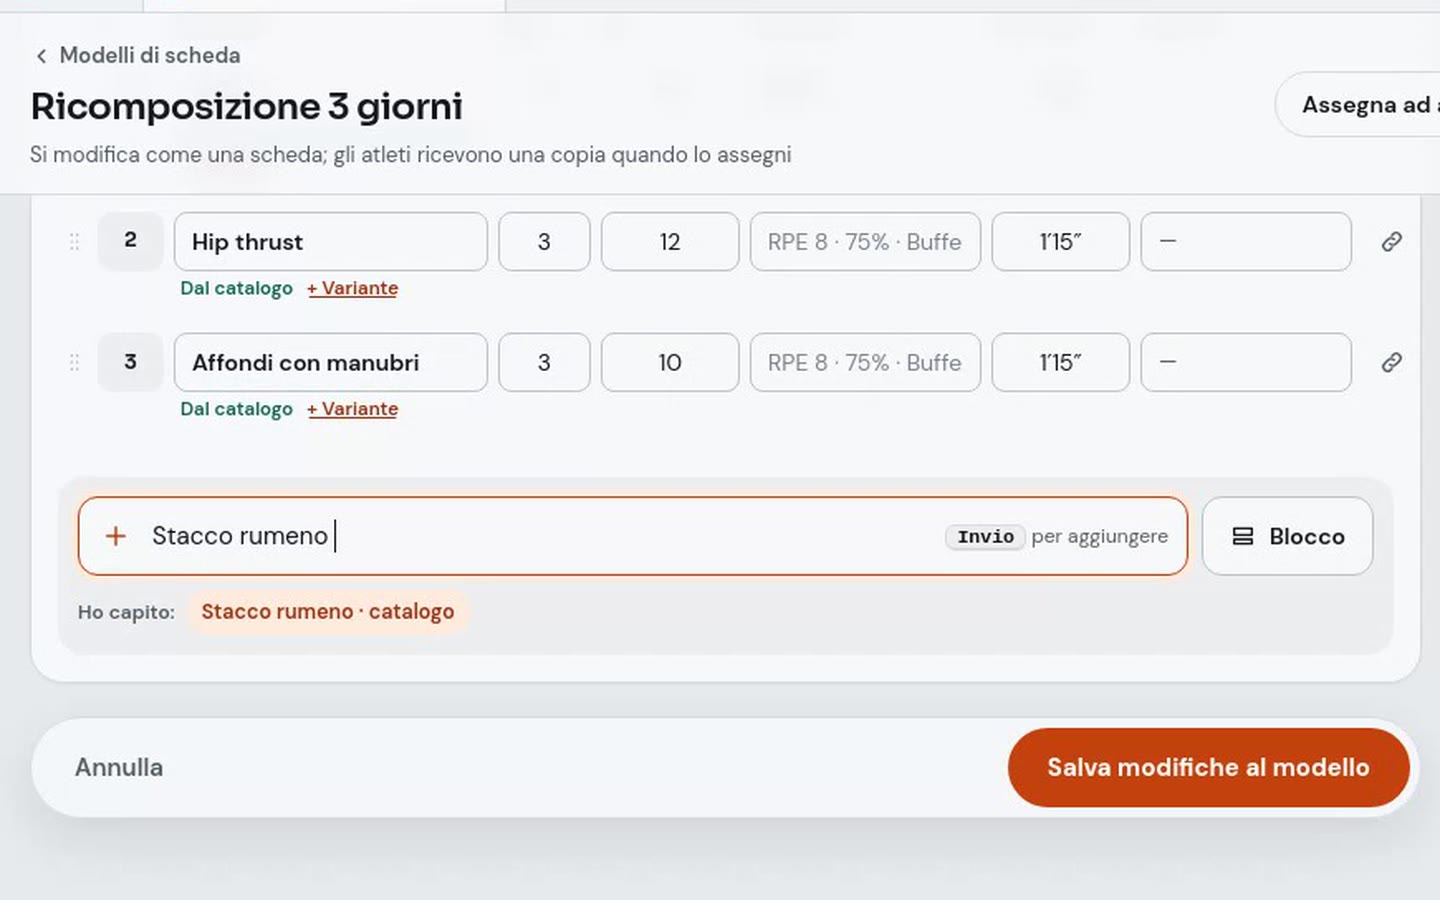 Modelli di scheda
Ricomposizione 3 giorni
Si modifica come una scheda; gli atleti ricevono una copia quando lo assegni
Assegna ad
2 Hip thrust 3 12 RPE 8 · 75% · Buffe 1′15″ —
Dal catalogo + Variante
3 Affondi con manubri 3 10 RPE 8 · 75% · Buffe 1′15″ —
Dal catalogo + Variante
+ Stacco rumeno Invio per aggiungere Blocco
Ho capito: Stacco rumeno · catalogo
Annulla Salva modifiche al modello